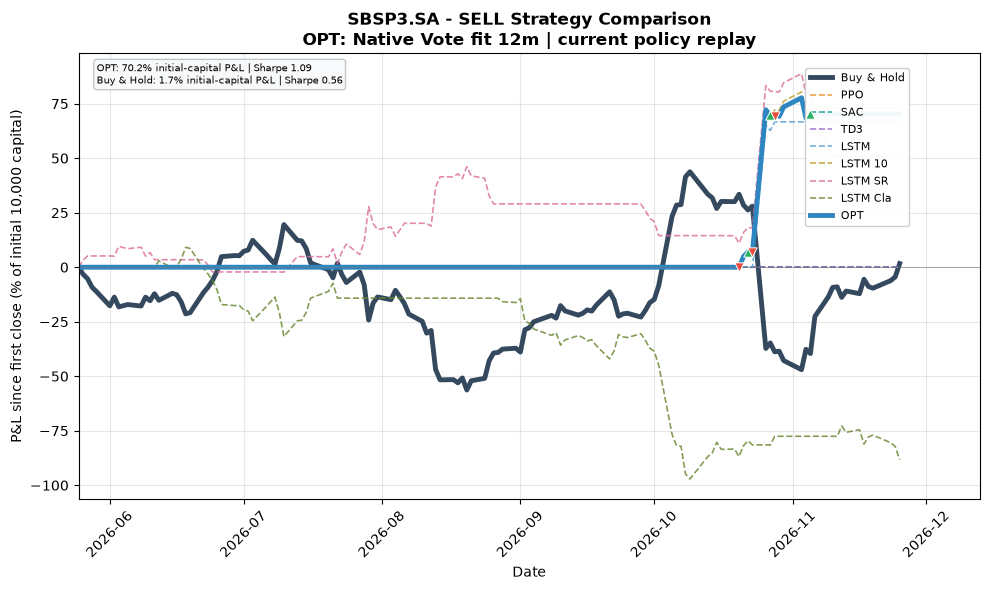 SBSP3.SA - SELL Strategy Comparison
OPT: Native Vote fit 12m | current policy replay
OPT: 70.2% initial-capital P&L | Sharpe 1.09
Buy & Hold: 1.7% initial-capital P&L | Sharpe 0.56
Buy & Hold
PPO
SAC
TD3
LSTM
LSTM 10
LSTM SR
LSTM Cla
OPT
P&L since first close (% of initial 10,000 capital)
75
50
25
0
−25
−50
−75
−100
2026-06
2026-07
2026-08
2026-09
2026-10
2026-11
2026-12
Date